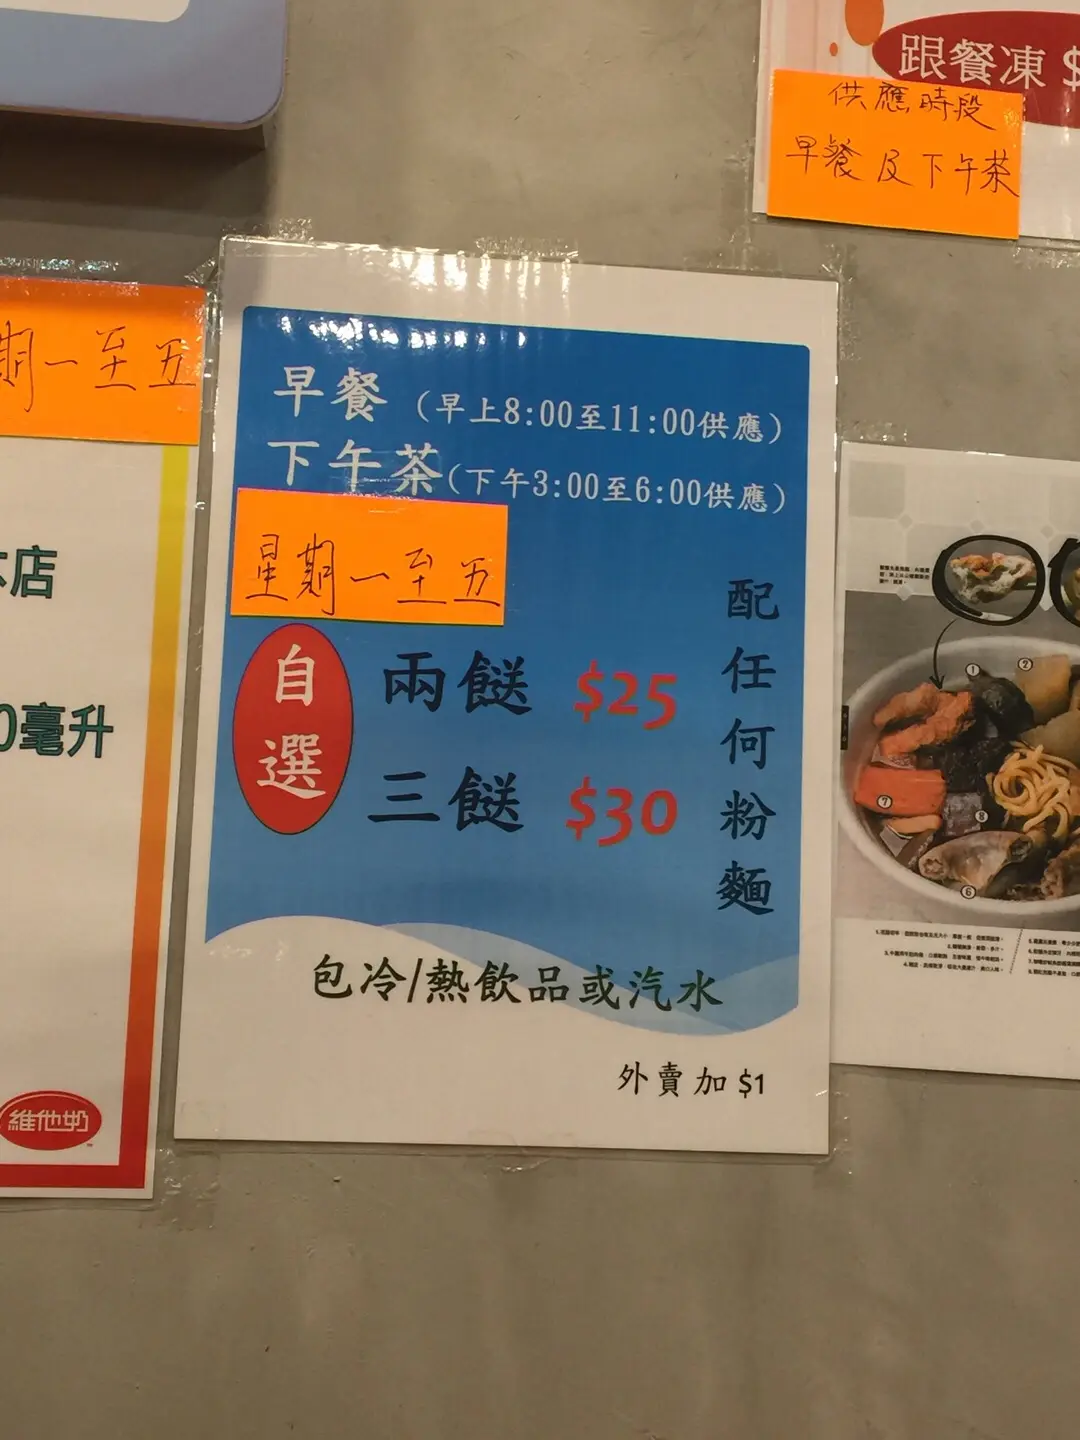 跟餐凍 $
供應時段
早餐及下午茶
期一至五
本店
0毫升
維他奶
早餐 (早上8:00至11:00供應)
下午茶(下午3:00至6:00供應)
星期一至五
自選
兩餸 $25
三餸 $30
配任何粉麵
包冷/熱飲品或汽水
外賣加 $1